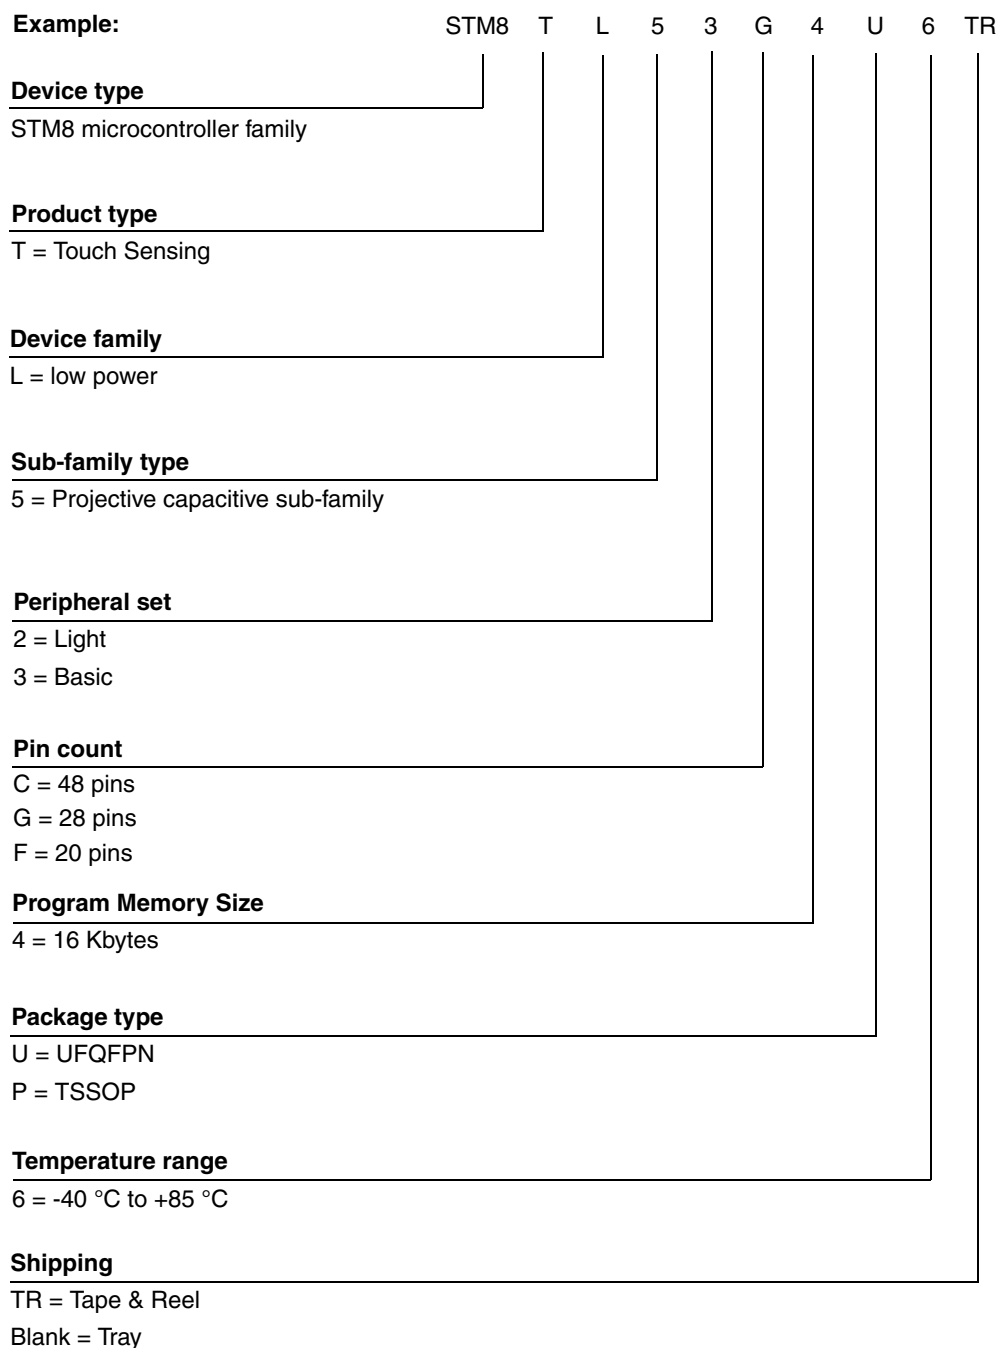 Example: STM8 T L 5 3 G 4 U 6 TR
Device type
STM8 microcontroller family
Product type
T = Touch Sensing
Device family
L = low power
Sub-family type
5 = Projective capacitive sub-family
Peripheral set
2 = Light
3 = Basic
Pin count
C = 48 pins
G = 28 pins
F = 20 pins
Program Memory Size
4 = 16 Kbytes
Package type
U = UFQFPN
P = TSSOP
Temperature range
6 = -40 °C to +85 °C
Shipping
TR = Tape & Reel
Blank = Tray